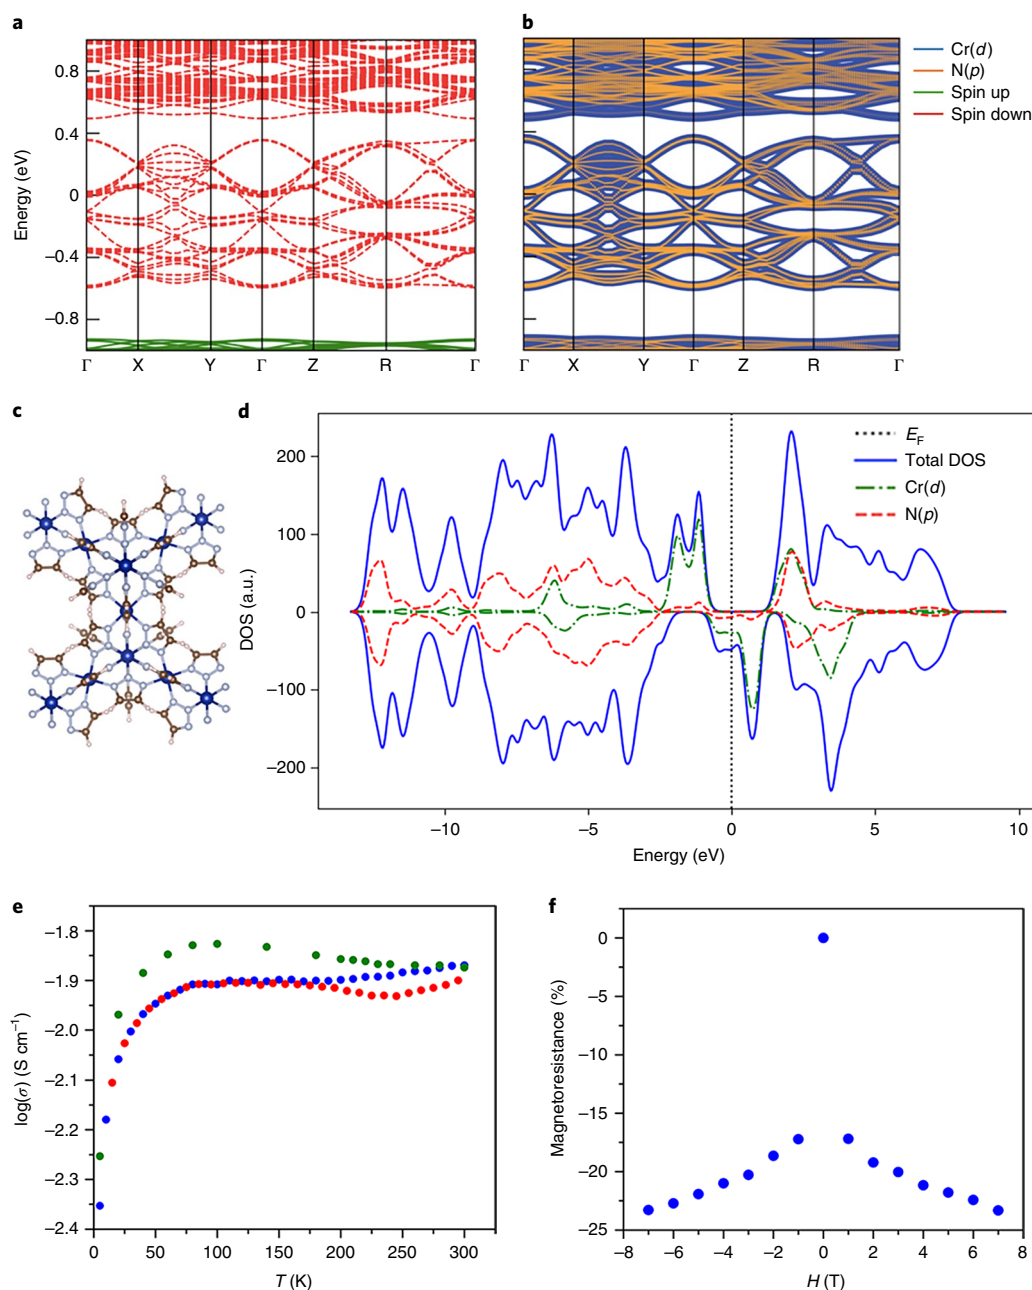 a
b
Cr(d)
N(p)
Spin up
Spin down
0.8
0.4
0
−0.4
−0.8
Energy (eV)
Γ X Y Γ Z R Γ
Γ X Y Γ Z R Γ
c
d
E_F
Total DOS
Cr(d)
N(p)
200
100
0
−100
−200
DOS (a.u.)
−10 −5 0 5 10
Energy (eV)
e
f
−1.8
−1.9
−2.0
−2.1
−2.2
−2.3
−2.4
log(σ) (S cm⁻¹)
0 50 100 150 200 250 300
T (K)
0
−5
−10
−15
−20
−25
Magnetoresistance (%)
−8 −6 −4 −2 0 2 4 6 8
H (T)